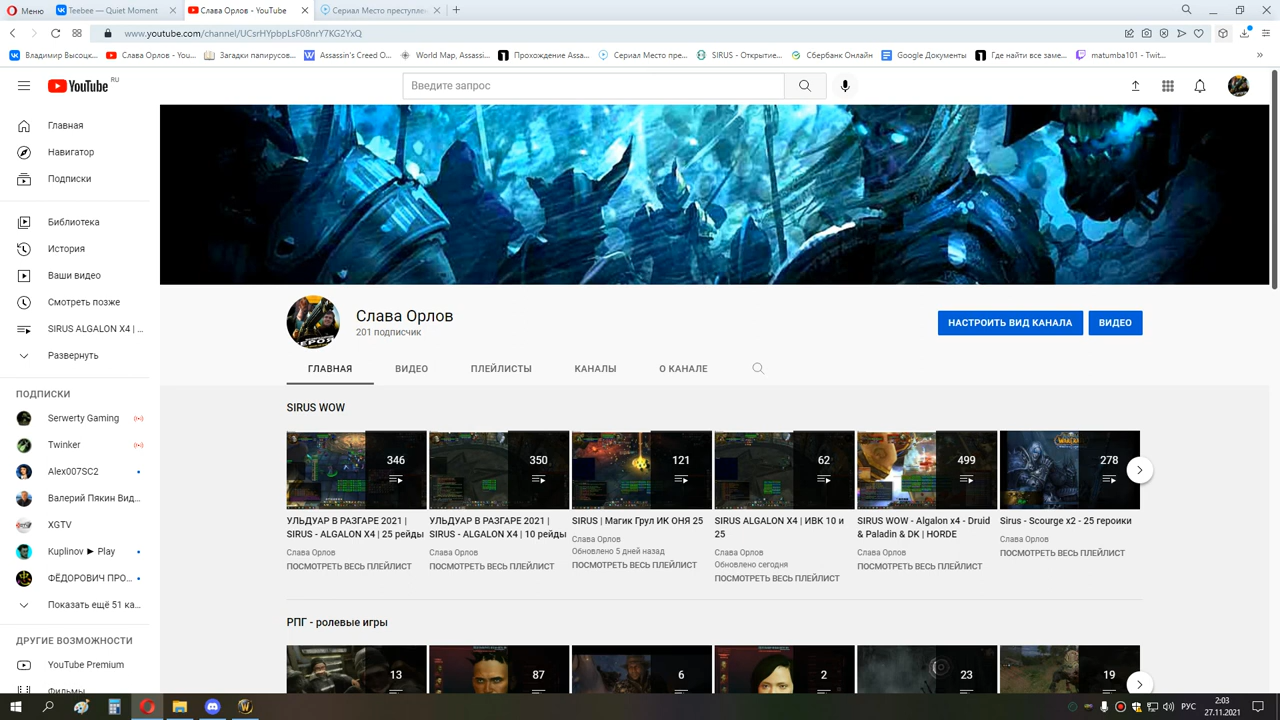 Меню
Teebee — Quiet Moment
Слава Орлов - YouTube
Сериал Место преступлен
www.youtube.com/channel/UCsrHYpbpLsF08nrY7KG2YxQ
Владимир Высоцк...
Слава Орлов - You...
Загадки папирусов...
Assassin's Creed O...
World Map, Assassi...
Прохождение Assa...
Сериал Место пре...
SIRUS - Открытие...
Сбербанк Онлайн
Google Документы
Где найти все заме...
matumba101 - Twit...
YouTube RU
Введите запрос
Главная
Навигатор
Подписки
Библиотека
История
Ваши видео
Смотреть позже
SIRUS ALGALON X4 | ...
Развернуть
ПОДПИСКИ
Serwerty Gaming
Twinker
Alex007SC2
Валерий Пякин Вид...
XGTV
Kuplinov ► Play
ФЁДОРОВИЧ ПРО...
Показать ещё 51 ка...
ДРУГИЕ ВОЗМОЖНОСТИ
YouTube Premium
Фильмы
Слава Орлов
201 подписчик
НАСТРОИТЬ ВИД КАНАЛА
ВИДЕО
ГЛАВНАЯ
ВИДЕО
ПЛЕЙЛИСТЫ
КАНАЛЫ
О КАНАЛЕ
SIRUS WOW
346
УЛЬДУАР В РАЗГАРЕ 2021 |
SIRUS - ALGALON X4 | 25 рейды
Слава Орлов
ПОСМОТРЕТЬ ВЕСЬ ПЛЕЙЛИСТ
350
УЛЬДУАР В РАЗГАРЕ 2021 |
SIRUS - ALGALON X4 | 10 рейды
Слава Орлов
ПОСМОТРЕТЬ ВЕСЬ ПЛЕЙЛИСТ
121
SIRUS | Магик Грул ИК ОНЯ 25
Слава Орлов
Обновлено 5 дней назад
ПОСМОТРЕТЬ ВЕСЬ ПЛЕЙЛИСТ
62
SIRUS ALGALON X4 | ИВК 10 и
25
Слава Орлов
Обновлено сегодня
ПОСМОТРЕТЬ ВЕСЬ ПЛЕЙЛИСТ
499
SIRUS WOW - Algalon x4 - Druid
& Paladin & DK | HORDE
Слава Орлов
ПОСМОТРЕТЬ ВЕСЬ ПЛЕЙЛИСТ
278
Sirus - Scourge x2 - 25 героики
Слава Орлов
ПОСМОТРЕТЬ ВЕСЬ ПЛЕЙЛИСТ
РПГ - ролевые игры
13
87
6
2
23
19
РУС
2:03
27.11.2021